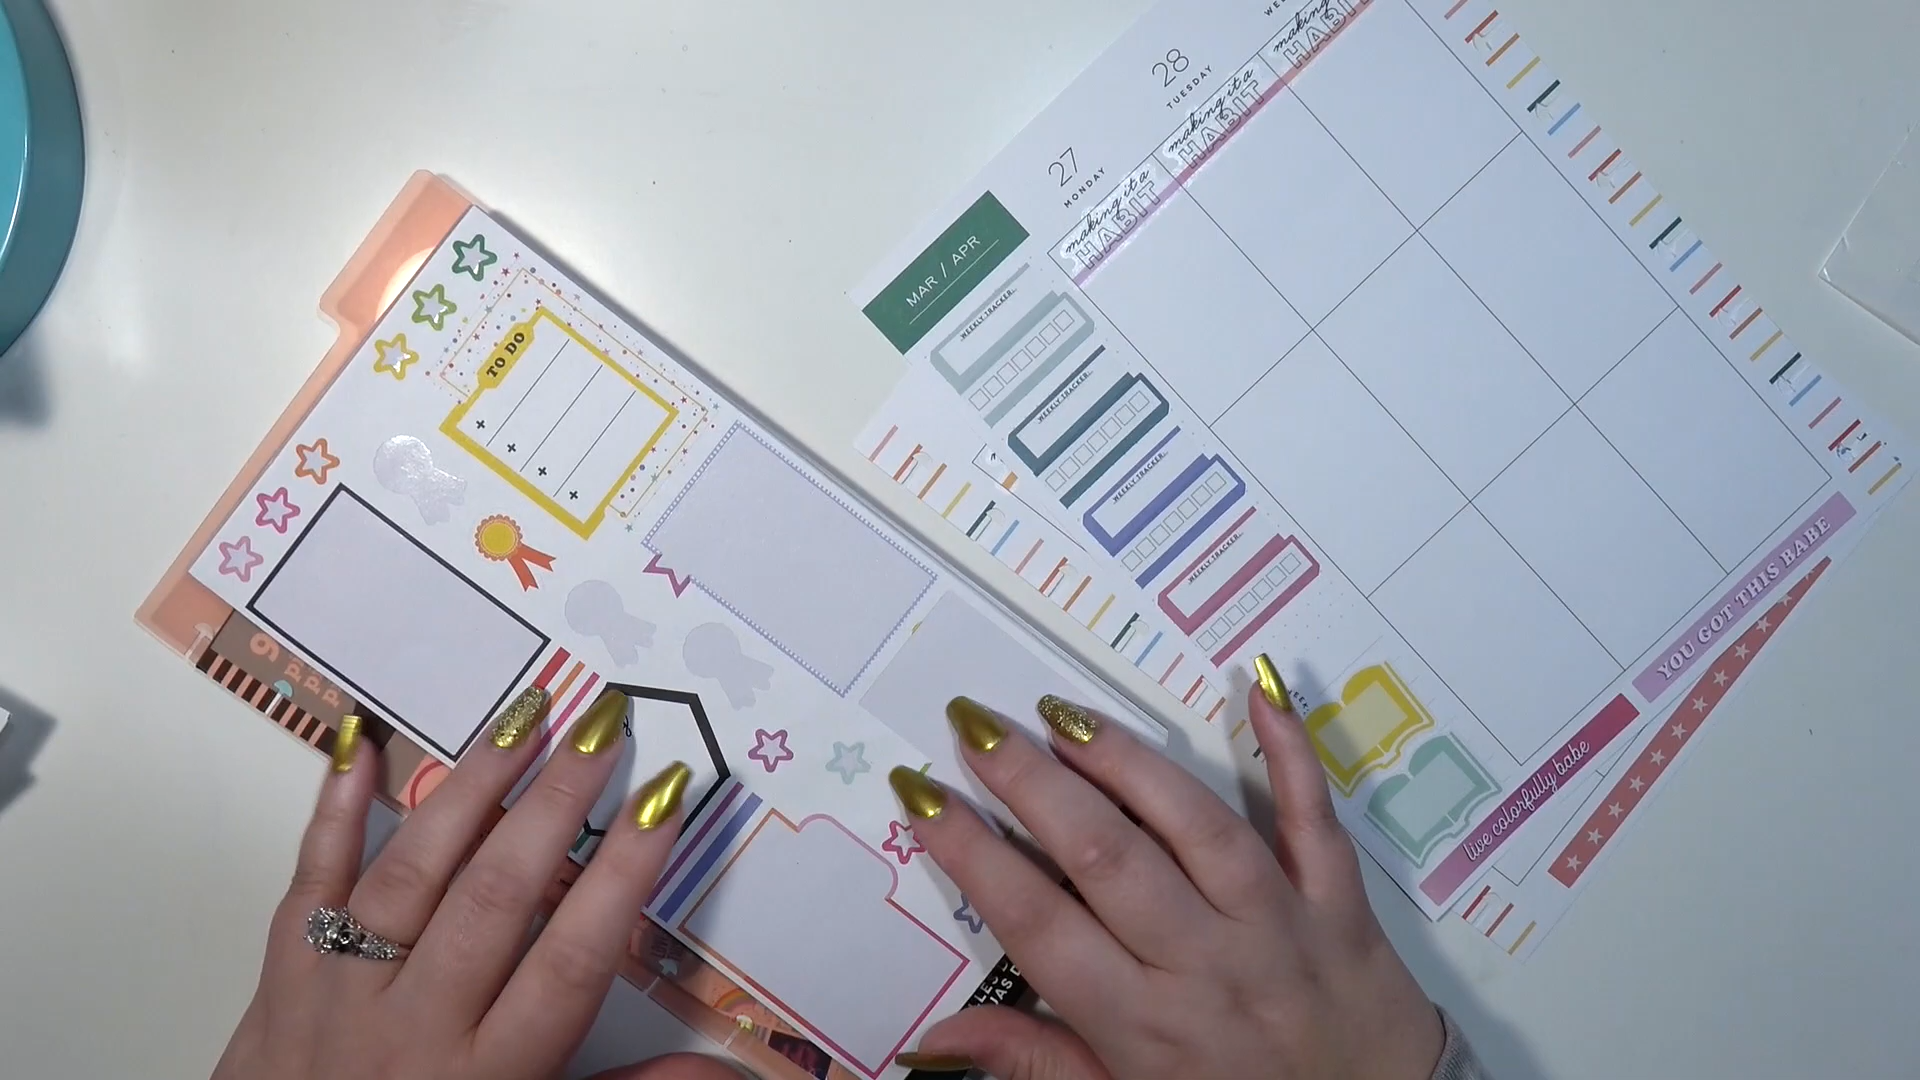 28
TUESDAY
making it a
HABIT
making it a
HABIT
27
MONDAY
making it a
HABIT
MAR / APR
WEEKLY TRACKER...
WEEKLY TRACKER...
WEEKLY TRACKER...
WEEKLY TRACKER...
TO DO
YOU GOT THIS BABE
live colorfully babe